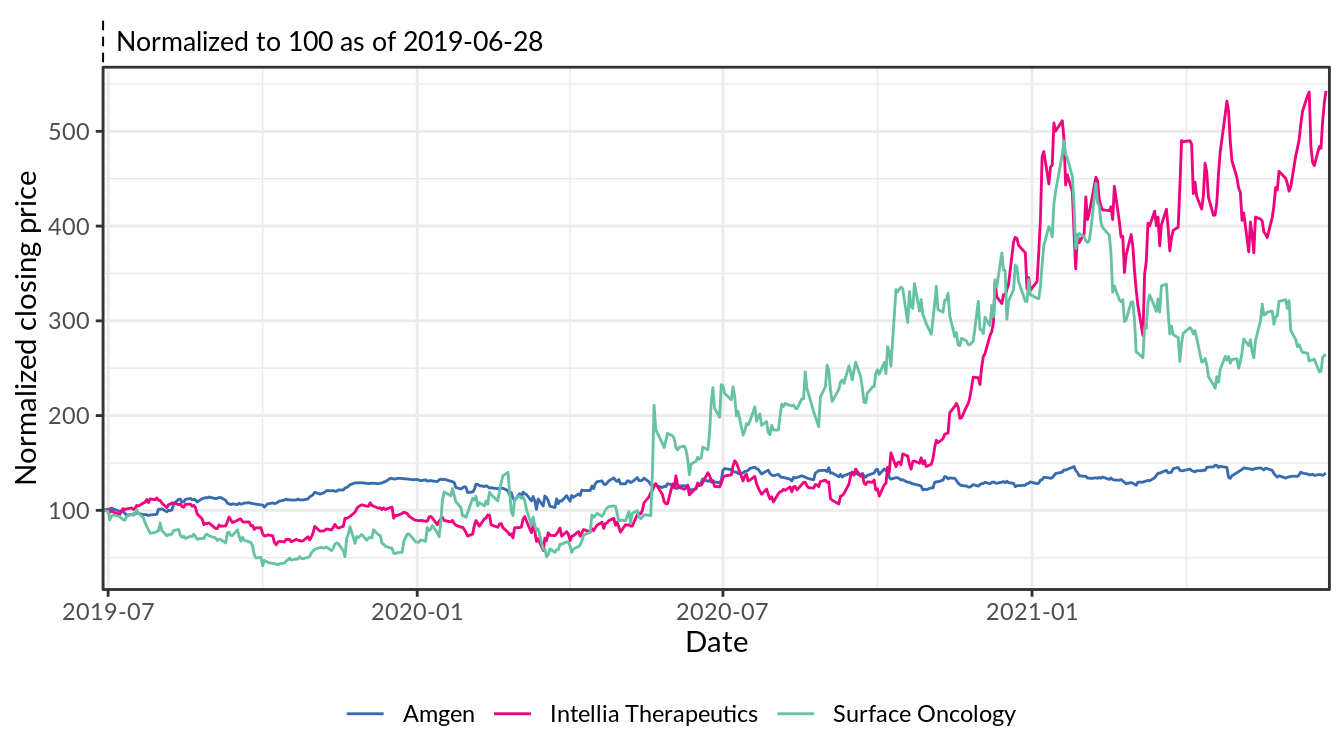 Normalized to 100 as of 2019-06-28
Normalized closing price
500
400
300
200
100
2019-07
2020-01
2020-07
2021-01
Date
Amgen
Intellia Therapeutics
Surface Oncology